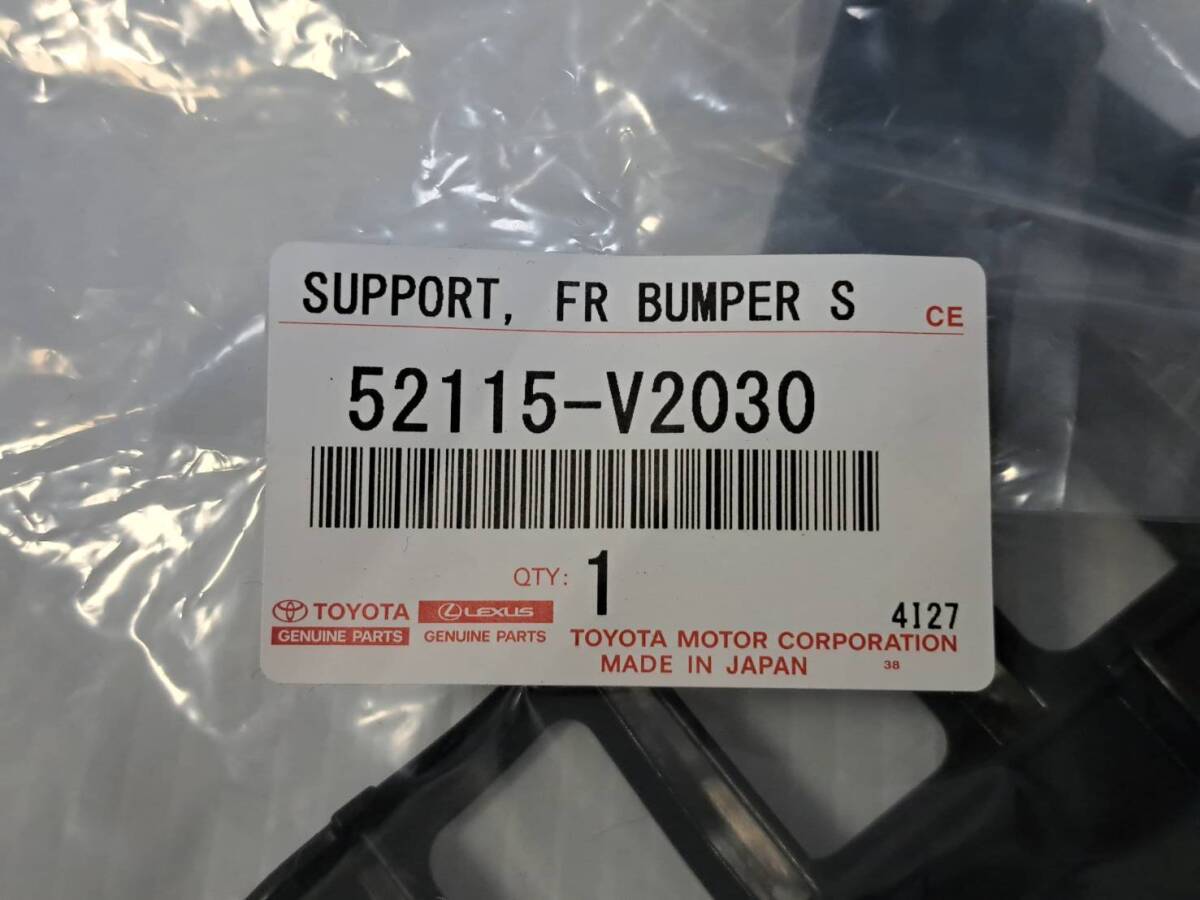 SUPPORT, FR BUMPER S
CE
52115-V2030
QTY: 1
4I27
TOYOTA
GENUINE PARTS
LEXUS
GENUINE PARTS
TOYOTA MOTOR CORPORATION
MADE IN JAPAN
38